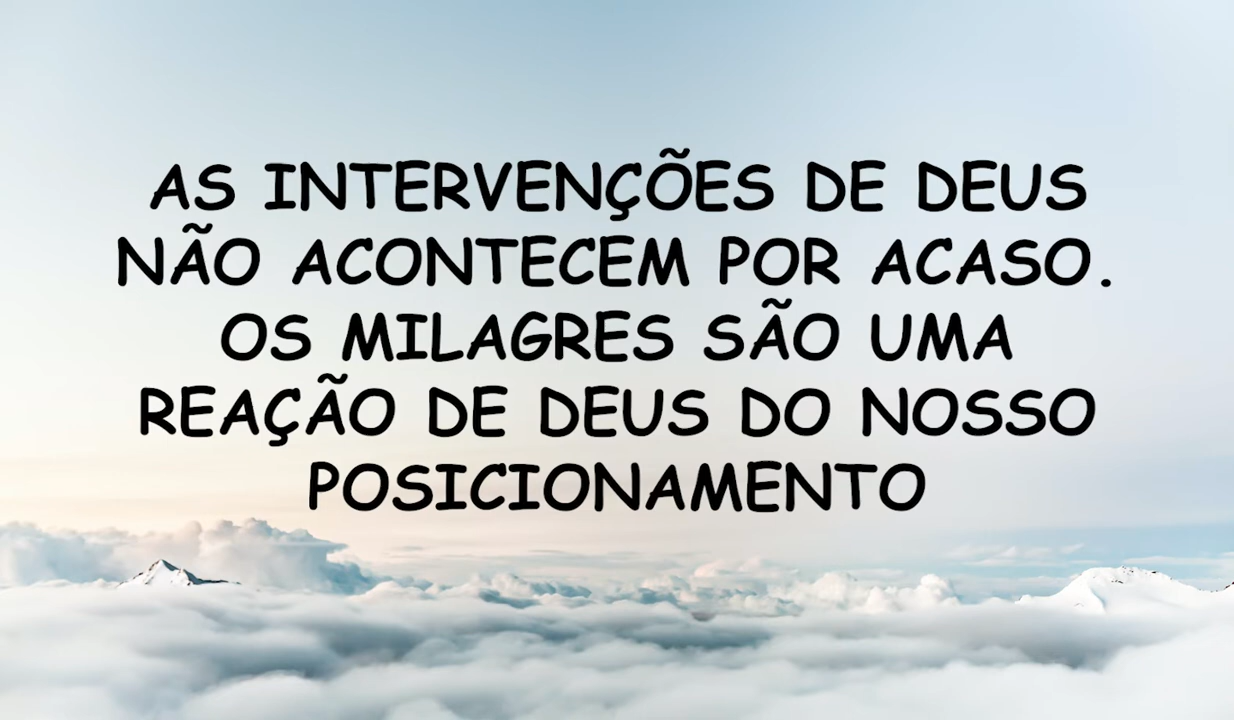 AS INTERVENÇÕES DE DEUS
NÃO ACONTECEM POR ACASO.
OS MILAGRES SÃO UMA
REAÇÃO DE DEUS DO NOSSO
POSICIONAMENTO